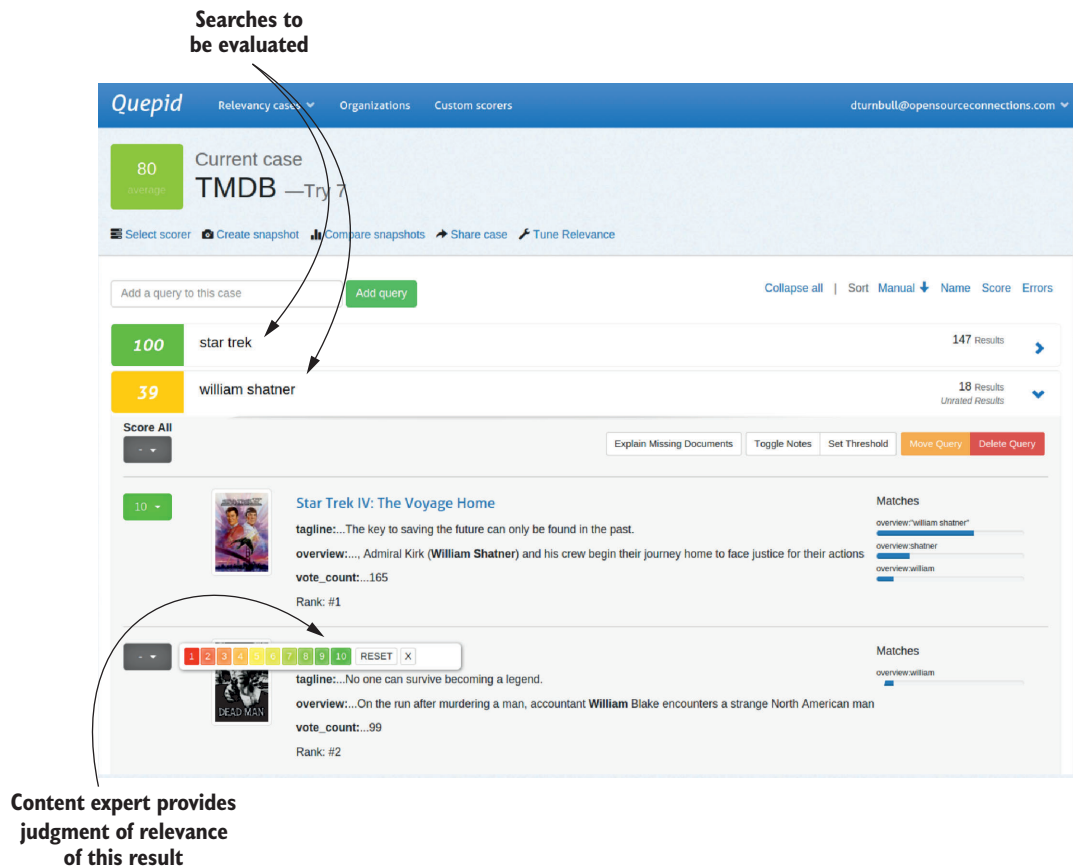 Searches to
be evaluated
Quepid Relevancy cases Organizations Custom scorers dturnbull@opensourceconnections.com
80
average
Current case
TMDB —Try 7
Select scorer Create snapshot Compare snapshots Share case Tune Relevance
Add a query to this case Add query Collapse all | Sort Manual Name Score Errors
100 star trek 147 Results
39 william shatner 18 Results
Unrated Results
Score All
-
Explain Missing Documents Toggle Notes Set Threshold Move Query Delete Query
10 Star Trek IV: The Voyage Home Matches
tagline:...The key to saving the future can only be found in the past.
overview:"william shatner"
overview:..., Admiral Kirk (William Shatner) and his crew begin their journey home to face justice for their actions
overview:shatner
overview:william
vote_count:...165
Rank: #1
- 1 2 3 4 5 6 7 8 9 10 RESET X Matches
tagline:...No one can survive becoming a legend.
overview:william
overview:...On the run after murdering a man, accountant William Blake encounters a strange North American man
DEAD MAN
vote_count:...99
Rank: #2
Content expert provides
judgment of relevance
of this result